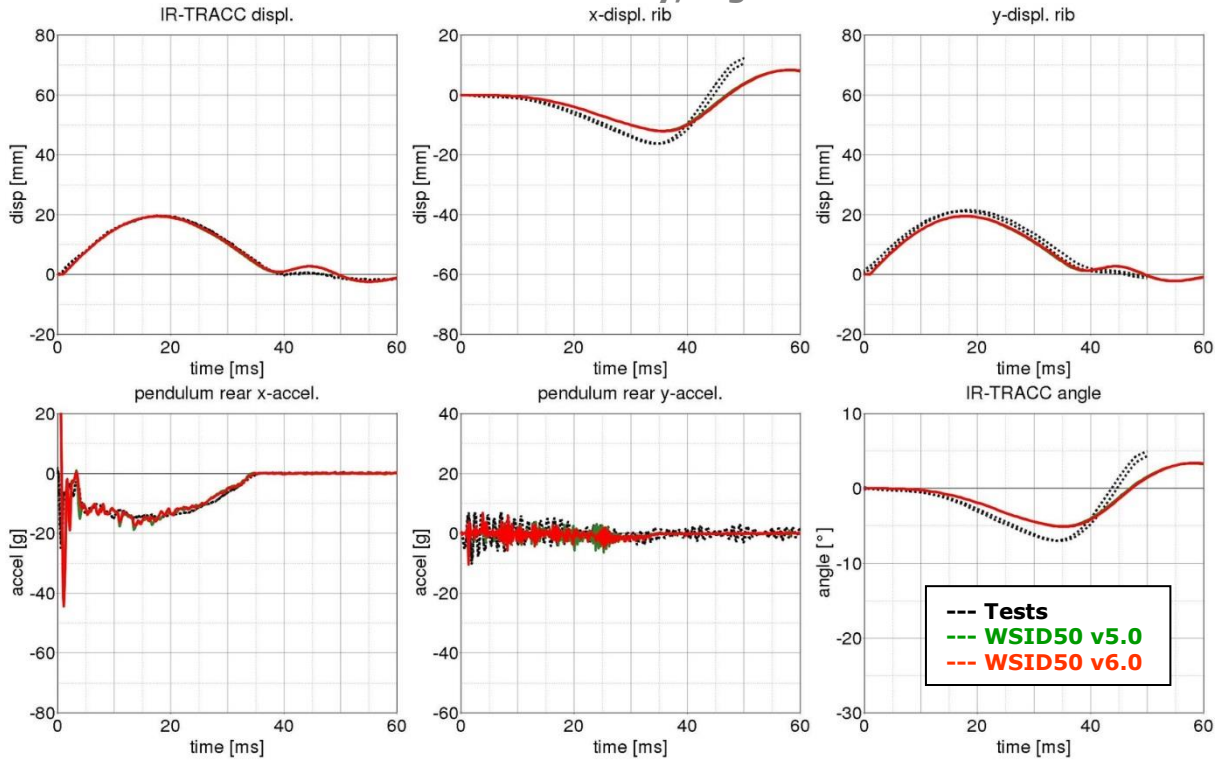 IR-TRACC displ.
x-displ. rib
y-displ. rib
80
60
40
20
0
-20
disp [mm]
0
20
40
60
time [ms]
20
0
-20
-40
-60
-80
disp [mm]
0
20
40
60
time [ms]
80
60
40
20
0
-20
disp [mm]
0
20
40
60
time [ms]
pendulum rear x-accel.
pendulum rear y-accel.
IR-TRACC angle
20
0
-20
-40
-60
-80
accel [g]
0
20
40
60
time [ms]
40
20
0
-20
-40
-60
accel [g]
0
20
40
60
time [ms]
10
0
-10
-20
-30
angle [°]
0
20
40
60
time [ms]
--- Tests
--- WSID50 v5.0
--- WSID50 v6.0